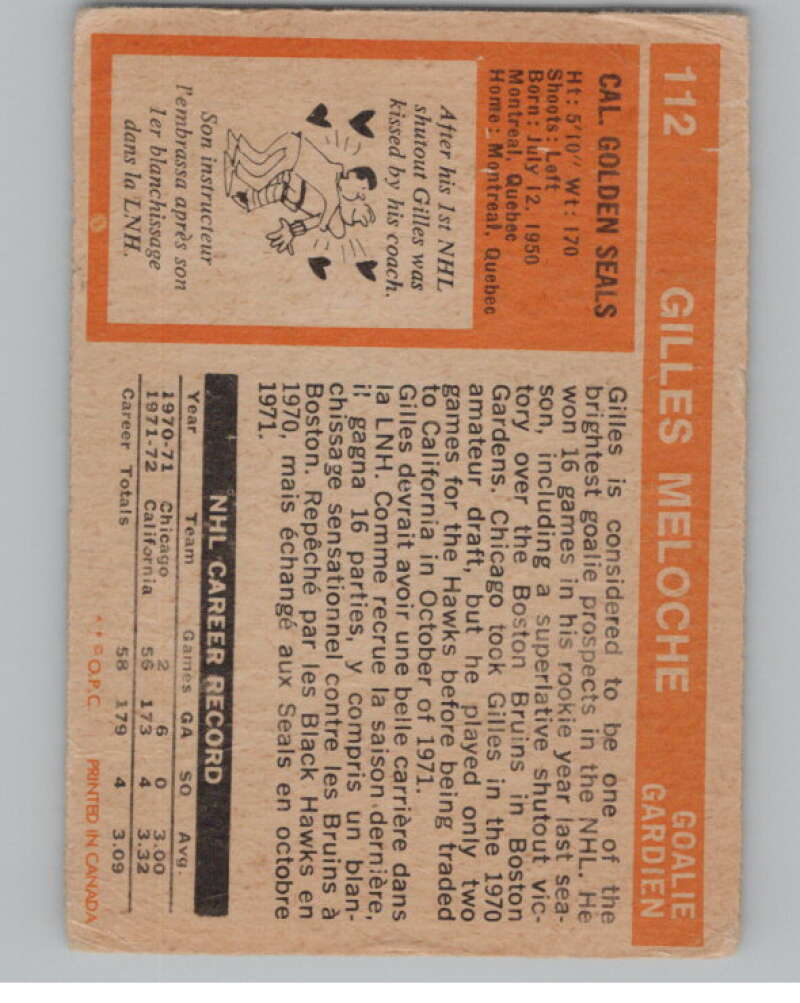 112 GILLES MELOCHE GOALIE
GARDIEN
CAL. GOLDEN SEALS
Ht: 5'10" Wt: 170
Shoots: Left
Born: July 12, 1950
Montreal, Quebec
Home: Montreal, Quebec
After his 1st NHL
shutout Gilles was
kissed by his coach.
Son instructeur
l'embrassa après son
1er blanchissage
dans la LNH.
Gilles is considered to be one of the
brightest goalie prospects in the NHL. He
won 16 games in his rookie year last sea-
son, including a superlative shutout vic-
tory over the Boston Bruins in Boston
Gardens. Chicago took Gilles in the 1970
amateur draft, but he played only two
games for the Hawks before being traded
to California in October of 1971.
Gilles devrait avoir une belle carrière dans
la LNH. Comme recrue la saison dernière,
il gagna 16 parties, y compris un blan-
chissage sensationnel contre les Bruins à
Boston. Repêché par les Black Hawks en
1970, mais échangé aux Seals en octobre
1971.
NHL CAREER RECORD
Year Team Games GA SO Avg.
1970-71 Chicago 2 6 0 3.00
1971-72 California 56 173 4 3.32
Career Totals 58 179 4 3.09
* * © O.P.C. PRINTED IN CANADA